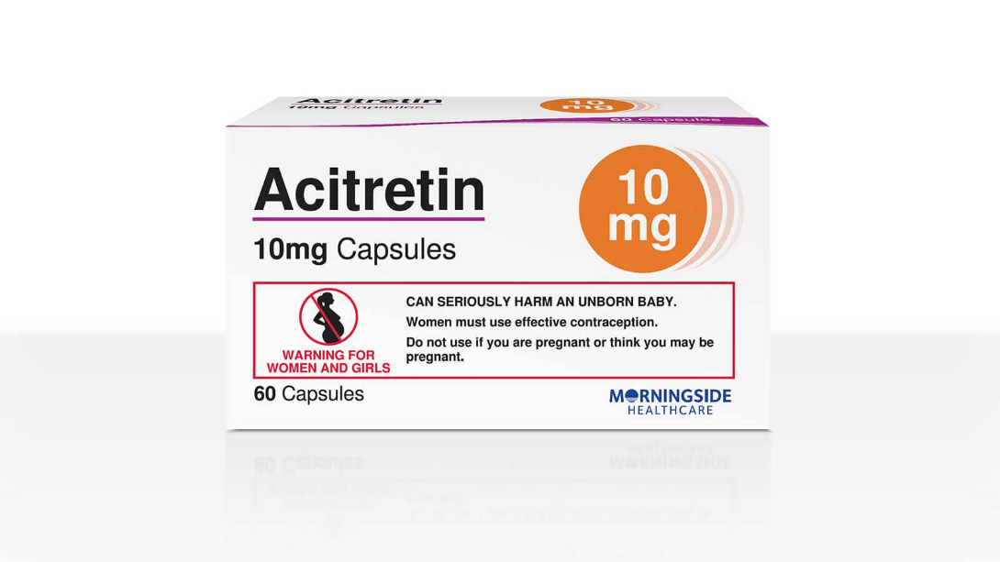 Acitretin
10mg Capsules
10
mg
60 Capsules
Acitretin
10mg Capsules
10
mg
WARNING FOR
WOMEN AND GIRLS
CAN SERIOUSLY HARM AN UNBORN BABY.
Women must use effective contraception.
Do not use if you are pregnant or think you may be
pregnant.
60 Capsules
MORNINGSIDE
HEALTHCARE